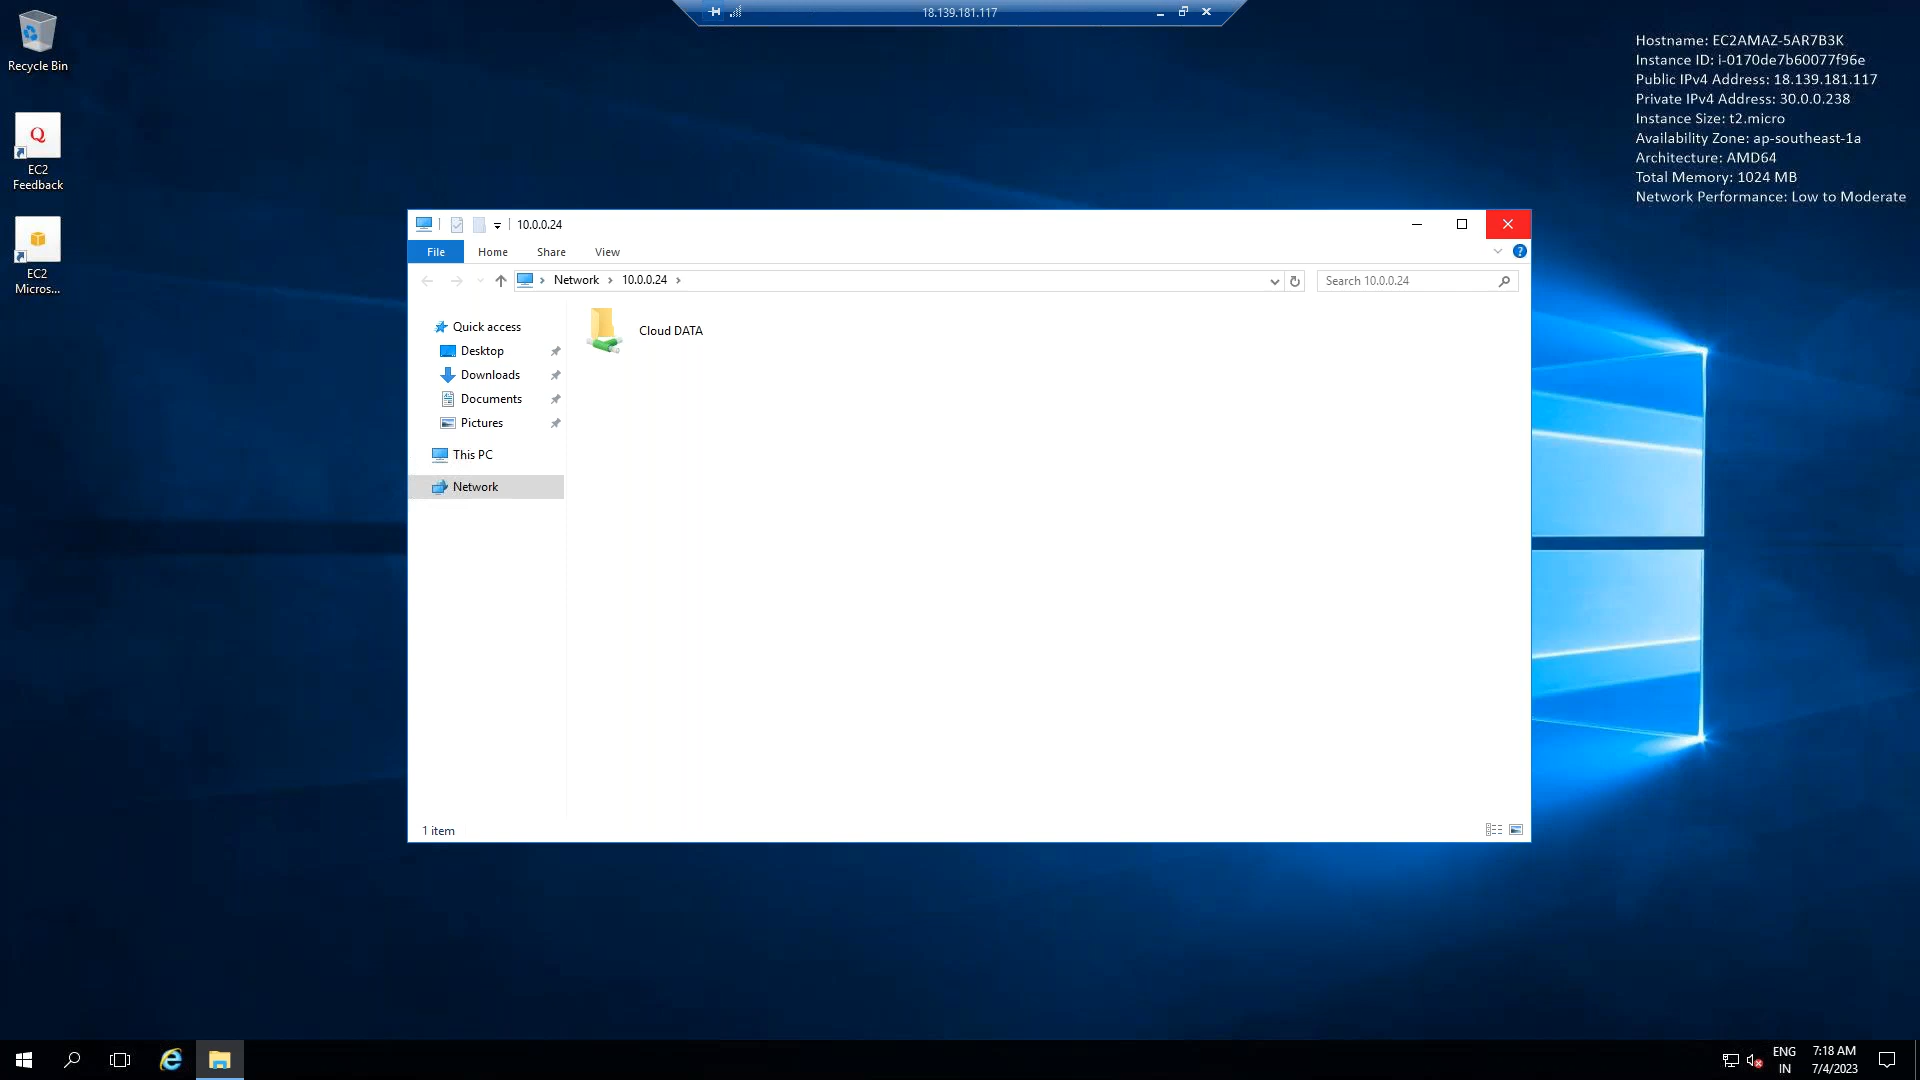 18.139.181.117
Recycle Bin
EC2
Feedback
EC2
Micros...
Hostname: EC2AMAZ-5AR7B3K
Instance ID: i-0170de7b60077f96e
Public IPv4 Address: 18.139.181.117
Private IPv4 Address: 30.0.0.238
Instance Size: t2.micro
Availability Zone: ap-southeast-1a
Architecture: AMD64
Total Memory: 1024 MB
Network Performance: Low to Moderate
10.0.0.24
File Home Share View
Network 10.0.0.24
Search 10.0.0.24
Quick access
Desktop
Downloads
Documents
Pictures
This PC
Network
Cloud DATA
1 item
ENG
IN
7:18 AM
7/4/2023